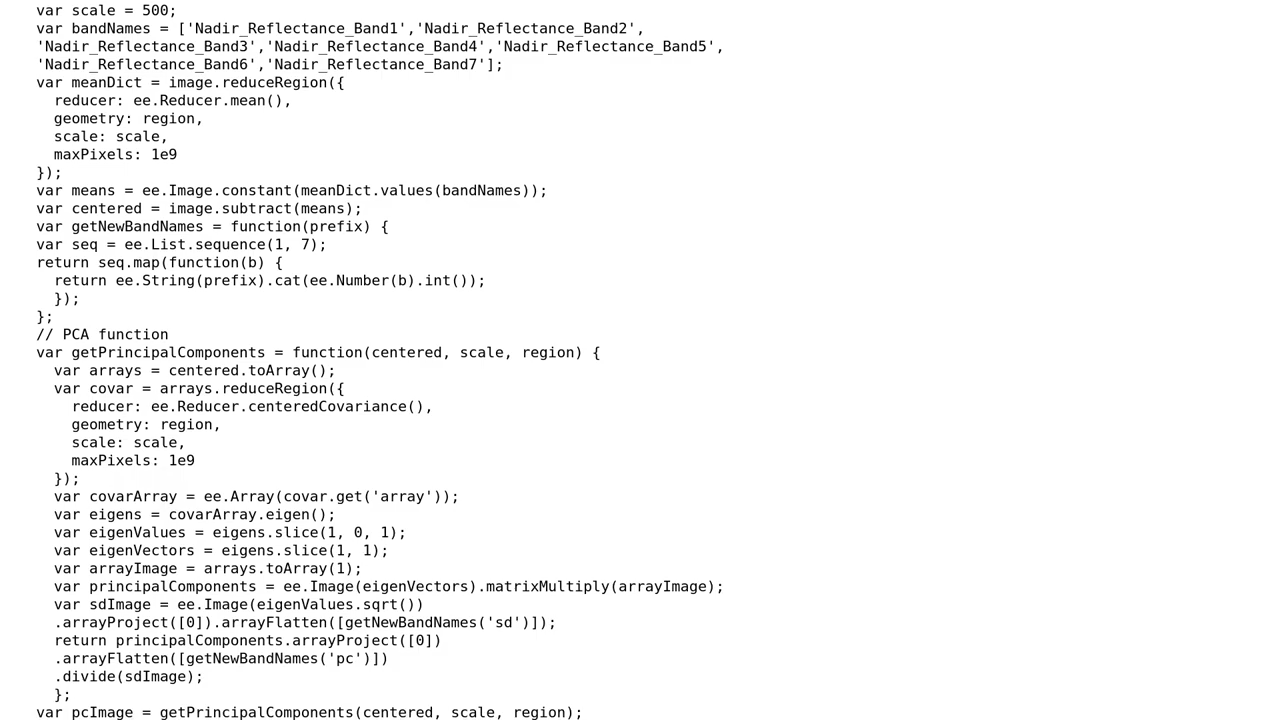 var scale = 500;
var bandNames = ['Nadir_Reflectance_Band1','Nadir_Reflectance_Band2',
'Nadir_Reflectance_Band3','Nadir_Reflectance_Band4','Nadir_Reflectance_Band5',
'Nadir_Reflectance_Band6','Nadir_Reflectance_Band7'];
var meanDict = image.reduceRegion({
  reducer: ee.Reducer.mean(),
  geometry: region,
  scale: scale,
  maxPixels: 1e9
});
var means = ee.Image.constant(meanDict.values(bandNames));
var centered = image.subtract(means);
var getNewBandNames = function(prefix) {
var seq = ee.List.sequence(1, 7);
return seq.map(function(b) {
  return ee.String(prefix).cat(ee.Number(b).int());
  });
};
// PCA function
var getPrincipalComponents = function(centered, scale, region) {
  var arrays = centered.toArray();
  var covar = arrays.reduceRegion({
    reducer: ee.Reducer.centeredCovariance(),
    geometry: region,
    scale: scale,
    maxPixels: 1e9
  });
  var covarArray = ee.Array(covar.get('array'));
  var eigens = covarArray.eigen();
  var eigenValues = eigens.slice(1, 0, 1);
  var eigenVectors = eigens.slice(1, 1);
  var arrayImage = arrays.toArray(1);
  var principalComponents = ee.Image(eigenVectors).matrixMultiply(arrayImage);
  var sdImage = ee.Image(eigenValues.sqrt())
  .arrayProject([0]).arrayFlatten([getNewBandNames('sd')]);
  return principalComponents.arrayProject([0])
  .arrayFlatten([getNewBandNames('pc')])
  .divide(sdImage);
  };
var pcImage = getPrincipalComponents(centered, scale, region);